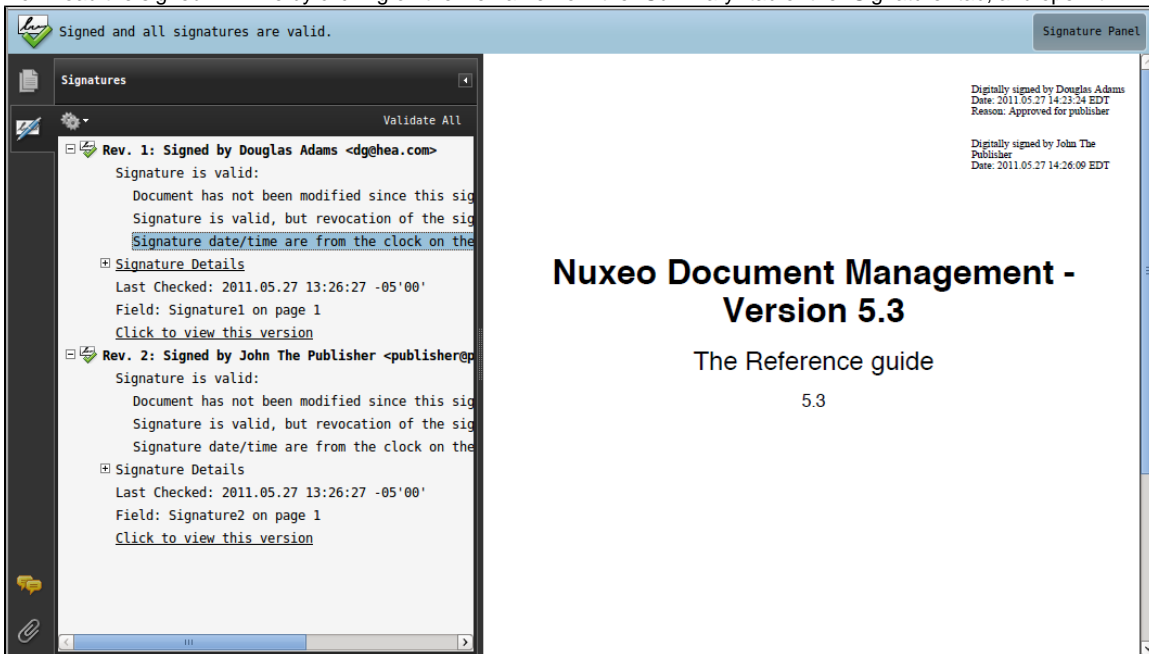 Signed and all signatures are valid.
Signature Panel
Signatures
Validate All
Rev. 1: Signed by Douglas Adams <dg@hea.com>
Signature is valid:
Document has not been modified since this sig
Signature is valid, but revocation of the sig
Signature date/time are from the clock on the
Signature Details
Last Checked: 2011.05.27 13:26:27 -05'00'
Field: Signature1 on page 1
Click to view this version
Rev. 2: Signed by John The Publisher <publisher@p
Signature is valid:
Document has not been modified since this sig
Signature is valid, but revocation of the sig
Signature date/time are from the clock on the
Signature Details
Last Checked: 2011.05.27 13:26:27 -05'00'
Field: Signature2 on page 1
Click to view this version
Digitally signed by Douglas Adams
Date: 2011.05.27 14:23:24 EDT
Reason: Approved for publisher
Digitally signed by John The
Publisher
Date: 2011.05.27 14:26:09 EDT
Nuxeo Document Management -
Version 5.3
The Reference guide
5.3